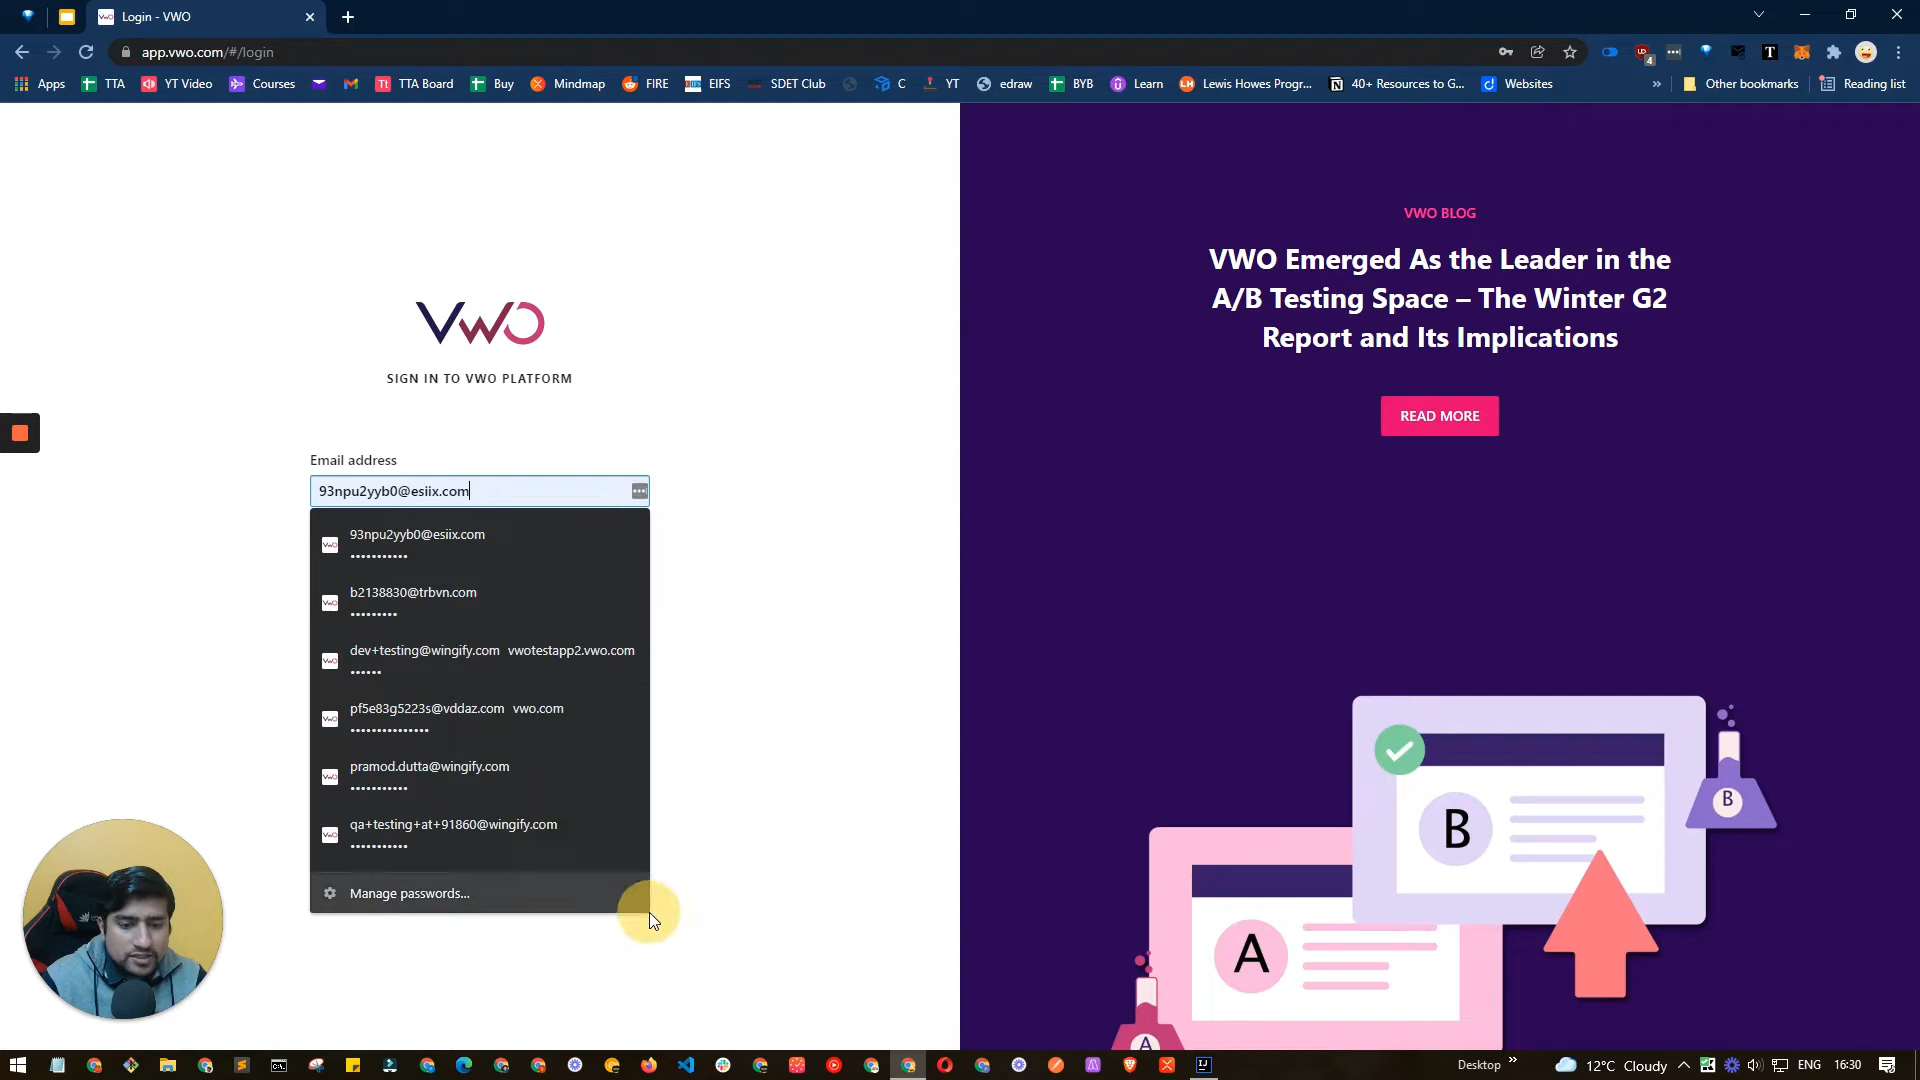 Login - VWO
app.vwo.com/#/login
4
T
Apps
TTA
YT Video
Courses
Tt TTA Board
Buy
Mindmap
FIRE
EIFS
SDET Club
C
YT
edraw
BYB
Learn
LH Lewis Howes Progr...
40+ Resources to G...
Websites
»
Other bookmarks
Reading list
VWO
SIGN IN TO VWO PLATFORM
Email address
93npu2yyb0@esiix.com
93npu2yyb0@esiix.com
•••••••••••
b2138830@trbvn.com
•••••••••
dev+testing@wingify.com vwotestapp2.vwo.com
••••••
pf5e83g5223s@vddaz.com vwo.com
•••••••••••••••
pramod.dutta@wingify.com
•••••••••••
qa+testing+at+91860@wingify.com
•••••••••••
Manage passwords...
VWO BLOG
VWO Emerged As the Leader in the
A/B Testing Space – The Winter G2
Report and Its Implications
READ MORE
B
B
A
A
Desktop »
12°C Cloudy
ENG
16:30